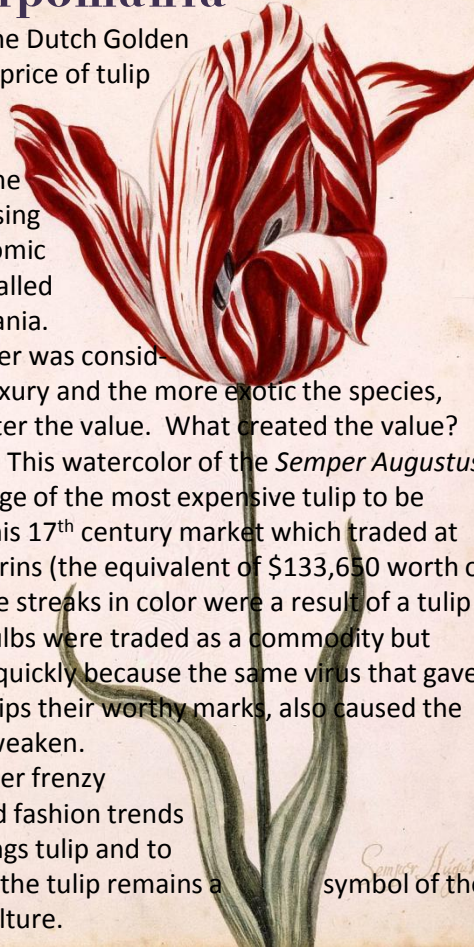 ne Dutch Golden
price of tulip
ne
sing
omic
alled
ania.
er was consid-
xury and the more exotic the species,
ter the value.  What created the value?
This watercolor of the Semper Augustus
ge of the most expensive tulip to be
his 17th century market which traded at
rins (the equivalent of $133,650 worth o
e streaks in color were a result of a tulip
ulbs were traded as a commodity but
quickly because the same virus that gave
ips their worthy marks, also caused the
weaken.
er frenzy
d fashion trends
ngs tulip and to
the tulip remains a symbol of the
lture.
Semper Augus